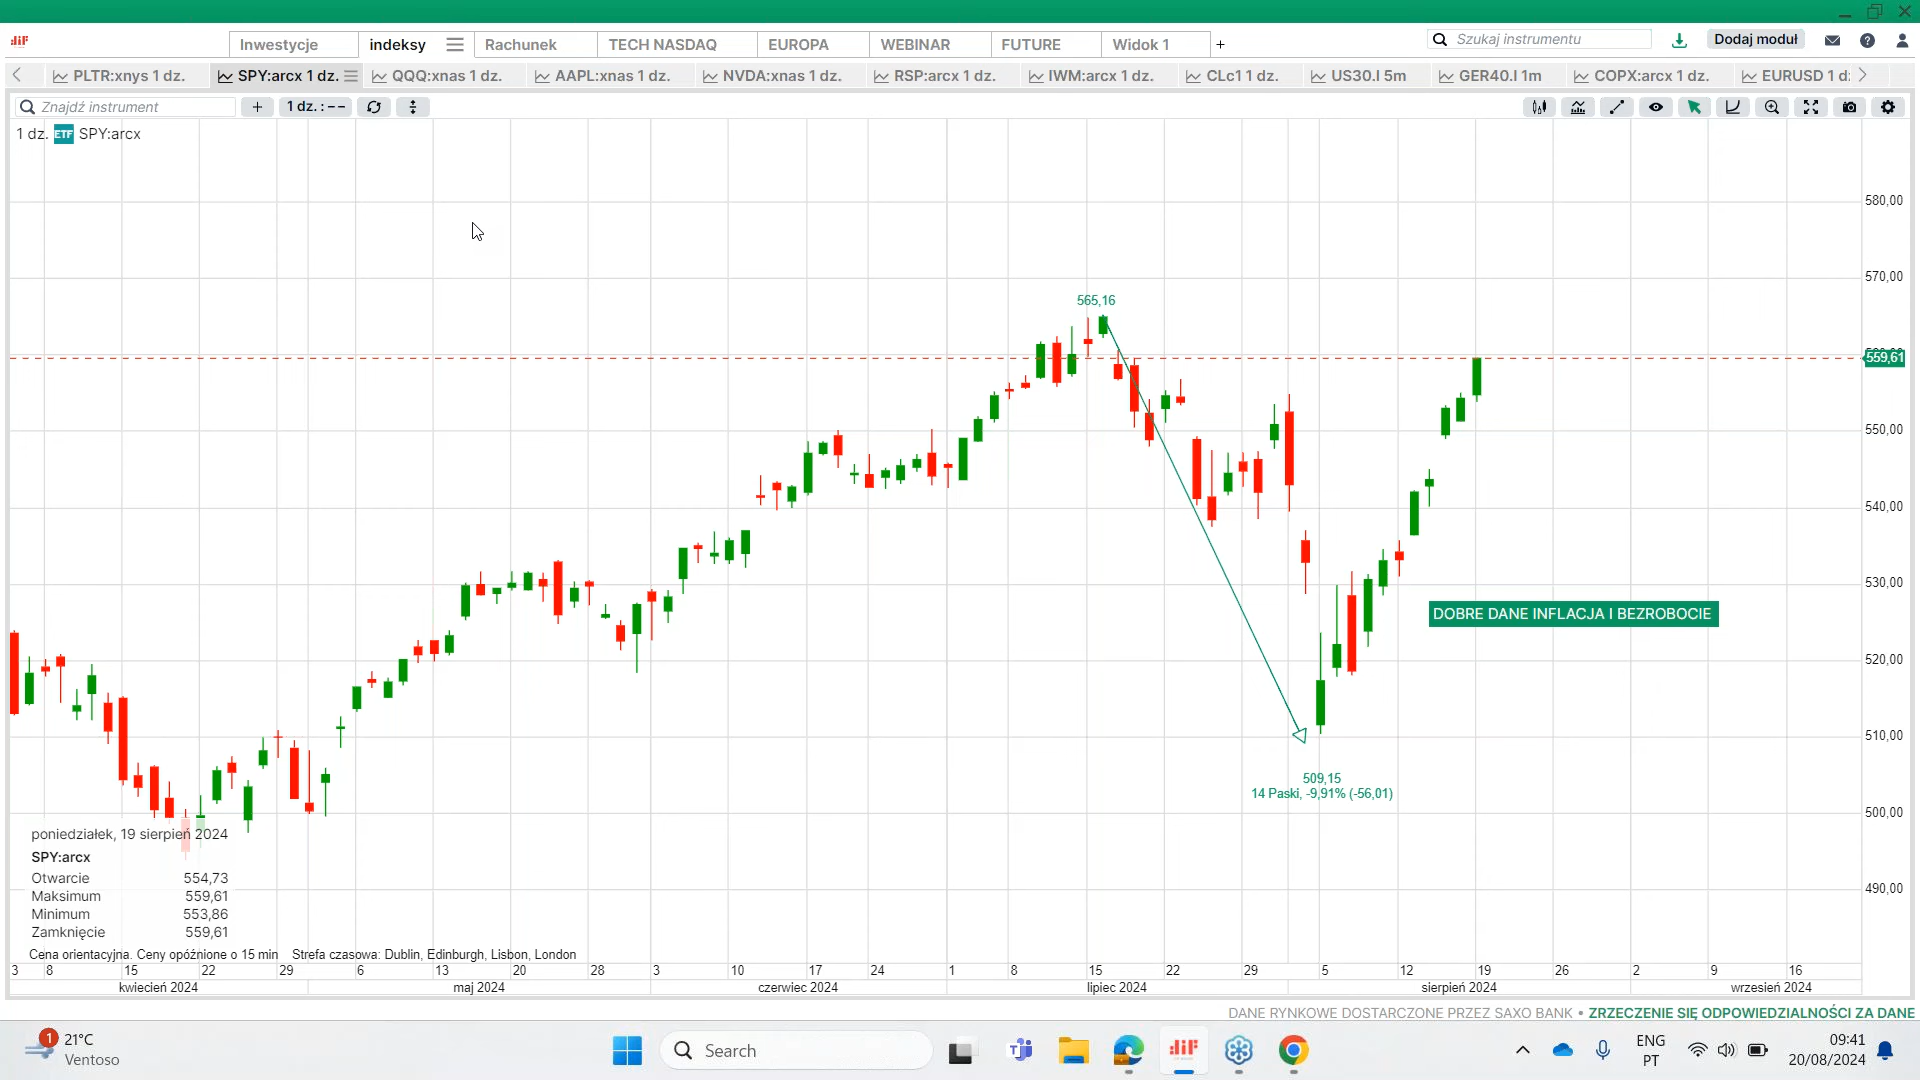 Inwestycje indeksy Rachunek TECH NASDAQ EUROPA WEBINAR FUTURE Widok 1 + Szukaj instrumentu Dodaj moduł
PLTR:xnys 1 dz. SPY:arcx 1 dz. QQQ:xnas 1 dz. AAPL:xnas 1 dz. NVDA:xnas 1 dz. RSP:arcx 1 dz. IWM:arcx 1 dz. CLc1 1 dz. US30.I 5m GER40.I 1m COPX:arcx 1 dz. EURUSD 1 d
Znajdź instrument + 1 dz. : – –
1 dz. ETF SPY:arcx
580,00
570,00
565,16
559,61
550,00
540,00
530,00
DOBRE DANE INFLACJA I BEZROBOCIE
520,00
510,00
509,15
14 Paski, -9,91% (-56,01)
500,00
490,00
poniedziałek, 19 sierpień 2024
SPY:arcx
Otwarcie 554,73
Maksimum 559,61
Minimum 553,86
Zamknięcie 559,61
Cena orientacyjna. Ceny opóźnione o 15 min Strefa czasowa: Dublin, Edinburgh, Lisbon, London
3 8 15 22 29 6 13 20 28 3 10 17 24 1 8 15 22 29 5 12 19 26 2 9 16
kwiecień 2024 maj 2024 czerwiec 2024 lipiec 2024 sierpień 2024 wrzesień 2024
DANE RYNKOWE DOSTARCZONE PRZEZ SAXO BANK • ZRZECZENIE SIĘ ODPOWIEDZIALNOŚCI ZA DANE
1 21°C
Ventoso
Search
ENG
PT
09:41
20/08/2024